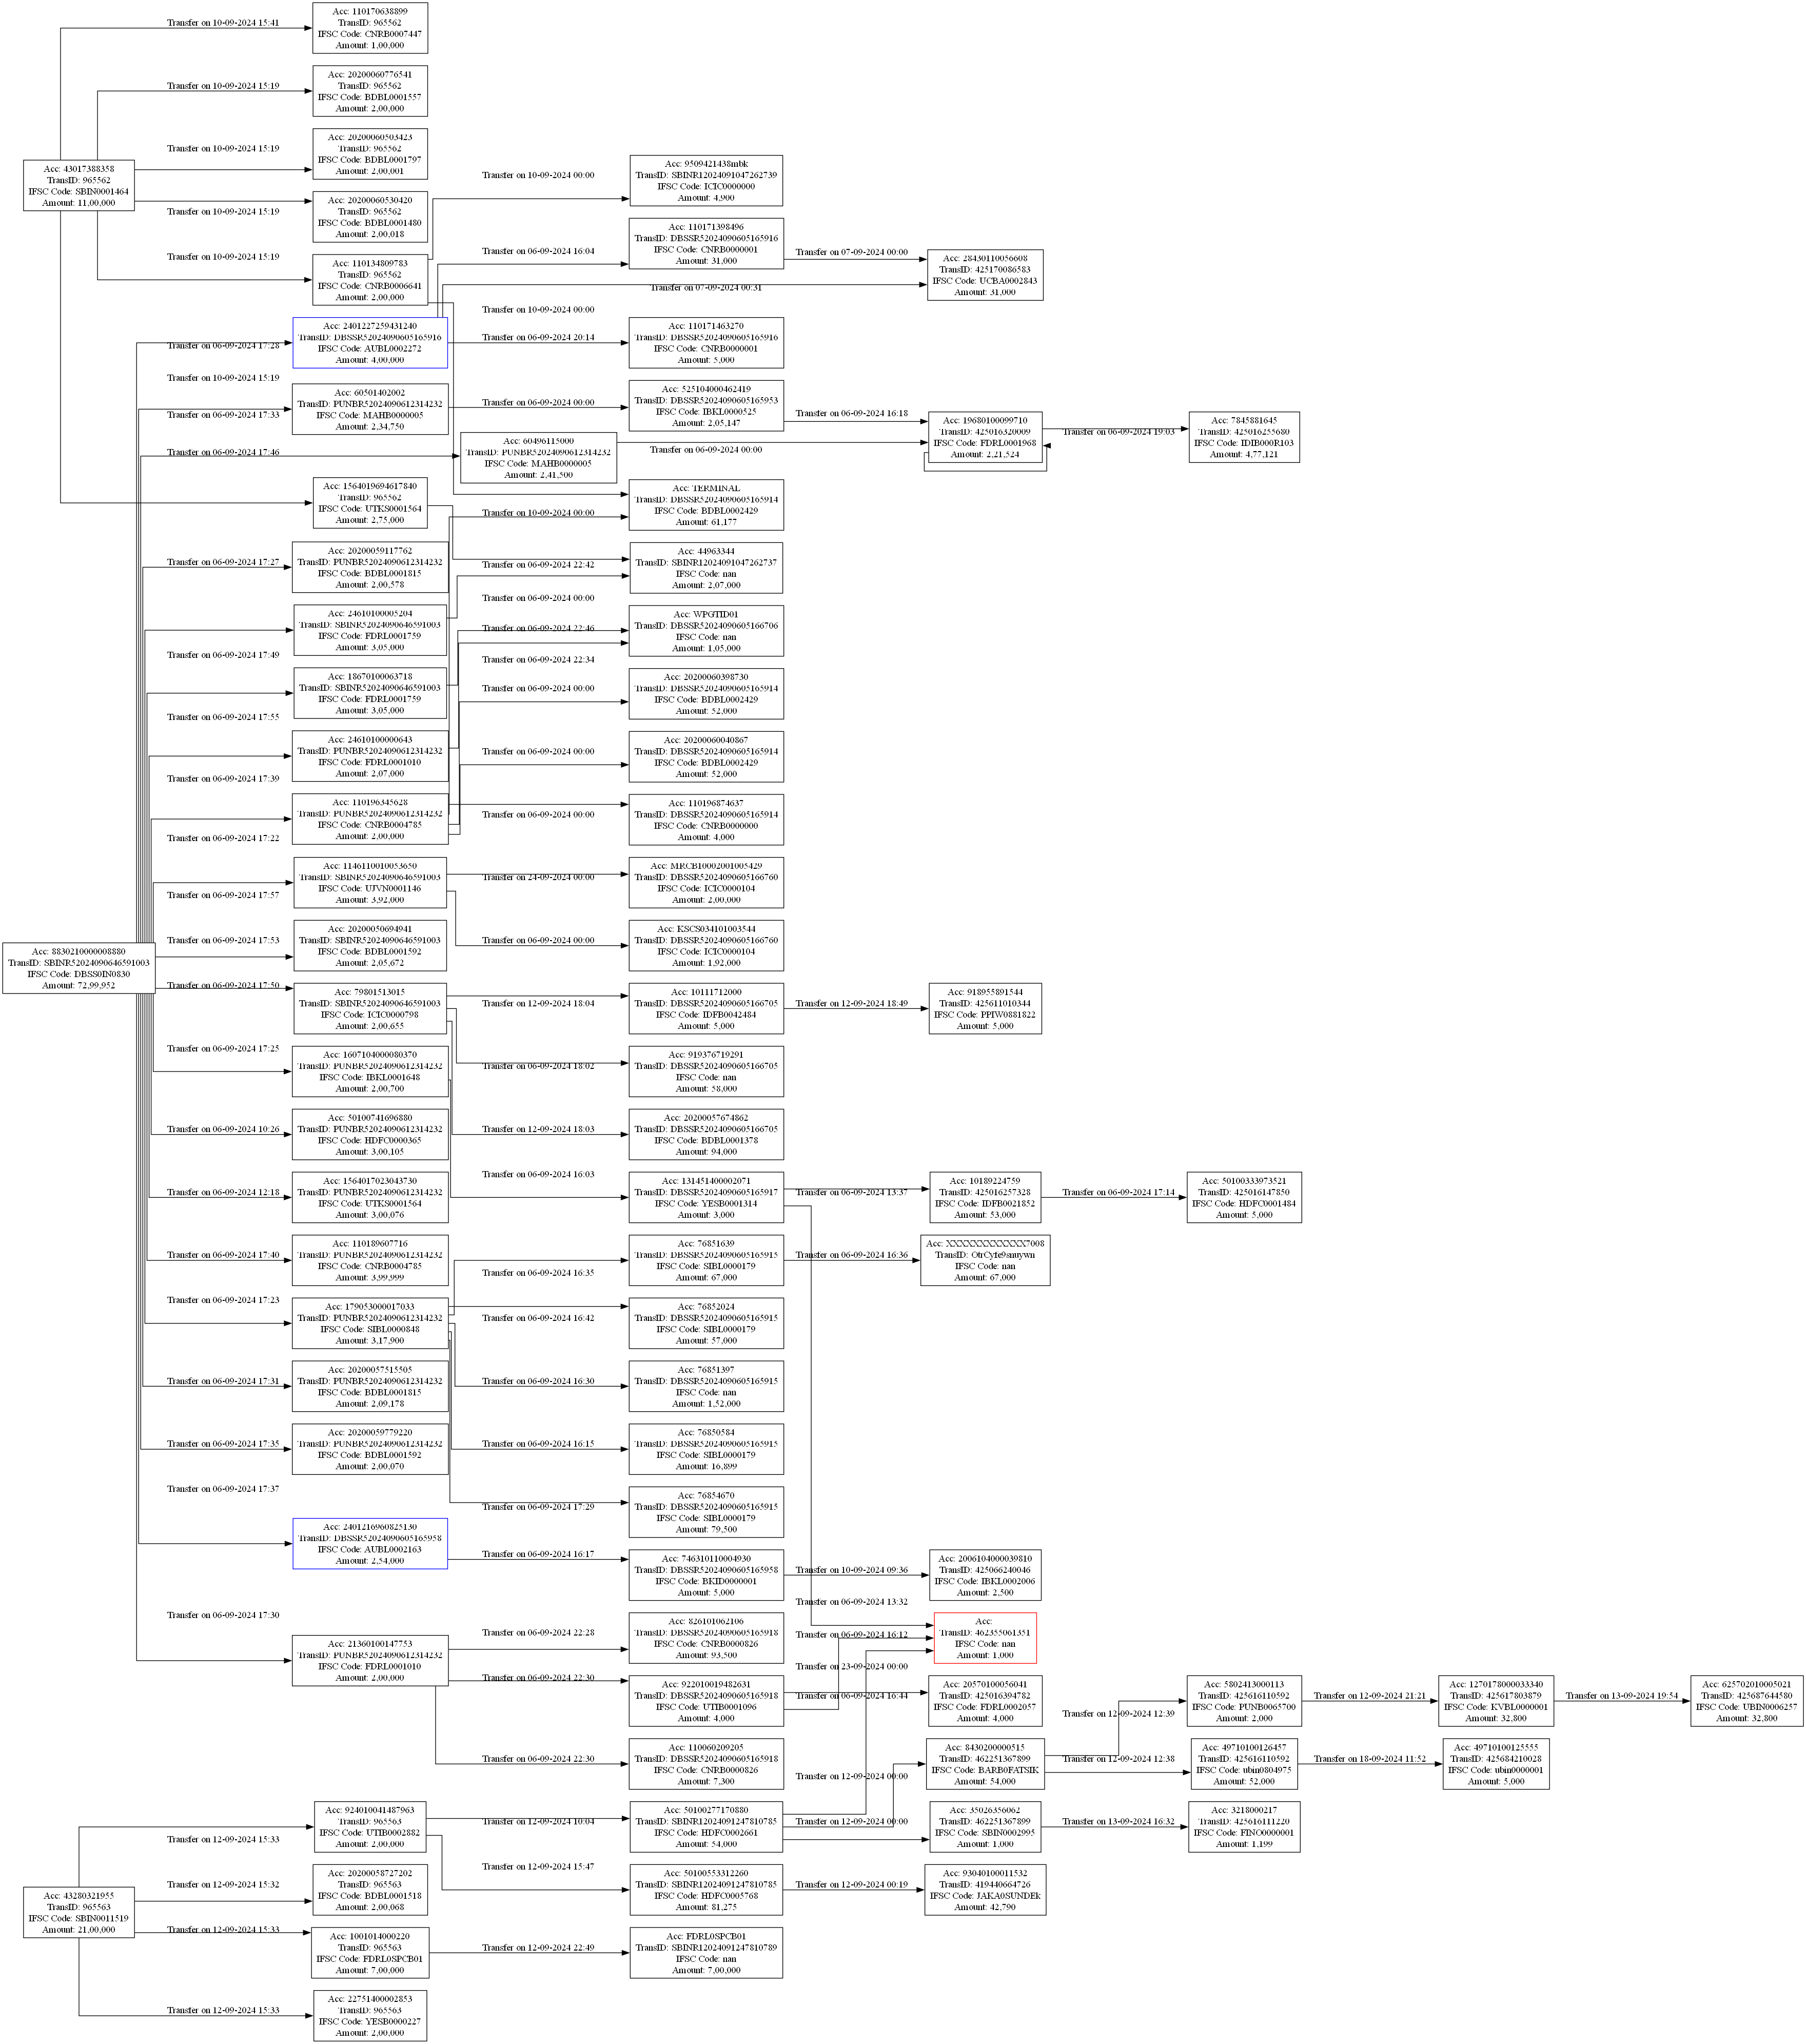 Acc: 43017388358
TransID: 965562
IFSC Code: SBIN0001464
Amount: 11,00,000
Acc: 8830210000008880
TransID: SBINR52024090646591003
IFSC Code: DBSS0IN0830
Amount: 72,99,952
Acc: 43280321955
TransID: 965563
IFSC Code: SBIN0011519
Amount: 21,00,000
Transfer on 10-09-2024 15:41
Transfer on 10-09-2024 15:19
Transfer on 10-09-2024 15:19
Transfer on 10-09-2024 15:19
Transfer on 10-09-2024 15:19
Transfer on 06-09-2024 17:28
Transfer on 10-09-2024 15:19
Transfer on 06-09-2024 17:33
Transfer on 06-09-2024 17:46
Transfer on 06-09-2024 17:27
Transfer on 06-09-2024 17:49
Transfer on 06-09-2024 17:55
Transfer on 06-09-2024 17:39
Transfer on 06-09-2024 17:22
Transfer on 06-09-2024 17:57
Transfer on 06-09-2024 17:53
Transfer on 06-09-2024 17:50
Transfer on 06-09-2024 17:25
Transfer on 06-09-2024 10:26
Transfer on 06-09-2024 12:18
Transfer on 06-09-2024 17:40
Transfer on 06-09-2024 17:23
Transfer on 06-09-2024 17:31
Transfer on 06-09-2024 17:35
Transfer on 06-09-2024 17:37
Transfer on 06-09-2024 17:30
Transfer on 12-09-2024 15:33
Transfer on 12-09-2024 15:32
Transfer on 12-09-2024 15:33
Transfer on 12-09-2024 15:33
Acc: 110170638899
TransID: 965562
IFSC Code: CNRB0007447
Amount: 1,00,000
Acc: 20200060776541
TransID: 965562
IFSC Code: BDBL0001557
Amount: 2,00,000
Acc: 20200060503423
TransID: 965562
IFSC Code: BDBL0001797
Amount: 2,00,001
Acc: 20200060530420
TransID: 965562
IFSC Code: BDBL0001480
Amount: 2,00,018
Acc: 110134809783
TransID: 965562
IFSC Code: CNRB0006641
Amount: 2,00,000
Acc: 2401227259431240
TransID: DBSSR52024090605165916
IFSC Code: AUBL0002272
Amount: 4,00,000
Acc: 60501402002
TransID: PUNBR52024090612314232
IFSC Code: MAHB0000005
Amount: 2,34,750
Acc: 60496115000
TransID: PUNBR52024090612314232
IFSC Code: MAHB0000005
Amount: 2,41,500
Acc: 1564019694617840
TransID: 965562
IFSC Code: UTKS0001564
Amount: 2,75,000
Acc: 20200059117762
TransID: PUNBR52024090612314232
IFSC Code: BDBL0001815
Amount: 2,00,578
Acc: 24610100005204
TransID: SBINR52024090646591003
IFSC Code: FDRL0001759
Amount: 3,05,000
Acc: 18670100063718
TransID: SBINR52024090646591003
IFSC Code: FDRL0001759
Amount: 3,05,000
Acc: 24610100000643
TransID: PUNBR52024090612314232
IFSC Code: FDRL0001010
Amount: 2,07,000
Acc: 110196345628
TransID: PUNBR52024090612314232
IFSC Code: CNRB0004785
Amount: 2,00,000
Acc: 1146110010053650
TransID: SBINR52024090646591003
IFSC Code: UJVN0001146
Amount: 3,92,000
Acc: 20200050694941
TransID: SBINR52024090646591003
IFSC Code: BDBL0001592
Amount: 2,05,672
Acc: 79801513015
TransID: SBINR52024090646591003
IFSC Code: ICIC0000798
Amount: 2,00,655
Acc: 1607104000080370
TransID: PUNBR52024090612314232
IFSC Code: IBKL0001648
Amount: 2,00,700
Acc: 50100741696880
TransID: PUNBR52024090612314232
IFSC Code: HDFC0000365
Amount: 3,00,105
Acc: 1564017023043730
TransID: PUNBR52024090612314232
IFSC Code: UTKS0001564
Amount: 3,00,076
Acc: 110189607716
TransID: PUNBR52024090612314232
IFSC Code: CNRB0004785
Amount: 3,99,999
Acc: 179053000017033
TransID: PUNBR52024090612314232
IFSC Code: SIBL0000848
Amount: 3,17,900
Acc: 20200057515505
TransID: PUNBR52024090612314232
IFSC Code: BDBL0001815
Amount: 2,09,178
Acc: 20200059779220
TransID: PUNBR52024090612314232
IFSC Code: BDBL0001592
Amount: 2,00,070
Acc: 2401216960825130
TransID: DBSSR52024090605165958
IFSC Code: AUBL0002163
Amount: 2,54,000
Acc: 21360100147753
TransID: PUNBR52024090612314232
IFSC Code: FDRL0001010
Amount: 2,00,000
Acc: 924010041487963
TransID: 965563
IFSC Code: UTIB0002882
Amount: 2,00,000
Acc: 20200058727202
TransID: 965563
IFSC Code: BDBL0001518
Amount: 2,00,068
Acc: 1001014000220
TransID: 965563
IFSC Code: FDRL0SPCB01
Amount: 7,00,000
Acc: 22751400002853
TransID: 965563
IFSC Code: YESB0000227
Amount: 2,00,000
Transfer on 10-09-2024 00:00
Transfer on 06-09-2024 16:04
Transfer on 07-09-2024 00:31
Transfer on 10-09-2024 00:00
Transfer on 06-09-2024 20:14
Transfer on 06-09-2024 00:00
Transfer on 06-09-2024 00:00
Transfer on 10-09-2024 00:00
Transfer on 06-09-2024 22:42
Transfer on 06-09-2024 00:00
Transfer on 06-09-2024 22:46
Transfer on 06-09-2024 22:34
Transfer on 06-09-2024 00:00
Transfer on 06-09-2024 00:00
Transfer on 06-09-2024 00:00
Transfer on 24-09-2024 00:00
Transfer on 06-09-2024 00:00
Transfer on 12-09-2024 18:04
Transfer on 06-09-2024 18:02
Transfer on 12-09-2024 18:03
Transfer on 06-09-2024 16:03
Transfer on 06-09-2024 16:35
Transfer on 06-09-2024 16:42
Transfer on 06-09-2024 16:30
Transfer on 06-09-2024 16:15
Transfer on 06-09-2024 17:29
Transfer on 06-09-2024 16:17
Transfer on 06-09-2024 22:28
Transfer on 06-09-2024 22:30
Transfer on 06-09-2024 22:30
Transfer on 12-09-2024 10:04
Transfer on 12-09-2024 15:47
Transfer on 12-09-2024 22:49
Acc: 9509421438mbk
TransID: SBINR12024091047262739
IFSC Code: ICIC0000000
Amount: 4,900
Acc: 110171398496
TransID: DBSSR52024090605165916
IFSC Code: CNRB0000001
Amount: 31,000
Acc: 110171463270
TransID: DBSSR52024090605165916
IFSC Code: CNRB0000001
Amount: 5,000
Acc: 525104000462419
TransID: DBSSR52024090605165953
IFSC Code: IBKL0000525
Amount: 2,05,147
Acc: TERMINAL
TransID: DBSSR52024090605165914
IFSC Code: BDBL0002429
Amount: 61,177
Acc: 44963344
TransID: SBINR12024091047262737
IFSC Code: nan
Amount: 2,07,000
Acc: WPGTID01
TransID: DBSSR52024090605166706
IFSC Code: nan
Amount: 1,05,000
Acc: 20200060398730
TransID: DBSSR52024090605165914
IFSC Code: BDBL0002429
Amount: 52,000
Acc: 20200060040867
TransID: DBSSR52024090605165914
IFSC Code: BDBL0002429
Amount: 52,000
Acc: 110196874637
TransID: DBSSR52024090605165914
IFSC Code: CNRB0000000
Amount: 4,000
Acc: MRCB10002001005429
TransID: DBSSR52024090605166760
IFSC Code: ICIC0000104
Amount: 2,00,000
Acc: KSCS034101003544
TransID: DBSSR52024090605166760
IFSC Code: ICIC0000104
Amount: 1,92,000
Acc: 10111712000
TransID: DBSSR52024090605166705
IFSC Code: IDFB0042484
Amount: 5,000
Acc: 919376719291
TransID: DBSSR52024090605166705
IFSC Code: nan
Amount: 58,000
Acc: 20200057674862
TransID: DBSSR52024090605166705
IFSC Code: BDBL0001378
Amount: 94,000
Acc: 131451400002071
TransID: DBSSR52024090605165917
IFSC Code: YESB0001314
Amount: 3,000
Acc: 76851639
TransID: DBSSR52024090605165915
IFSC Code: SIBL0000179
Amount: 67,000
Acc: 76852024
TransID: DBSSR52024090605165915
IFSC Code: SIBL0000179
Amount: 57,000
Acc: 76851397
TransID: DBSSR52024090605165915
IFSC Code: nan
Amount: 1,52,000
Acc: 76850584
TransID: DBSSR52024090605165915
IFSC Code: SIBL0000179
Amount: 16,899
Acc: 76854670
TransID: DBSSR52024090605165915
IFSC Code: SIBL0000179
Amount: 79,500
Acc: 746310110004930
TransID: DBSSR52024090605165958
IFSC Code: BKID0000001
Amount: 5,000
Acc: 826101062106
TransID: DBSSR52024090605165918
IFSC Code: CNRB0000826
Amount: 93,500
Acc: 922010019482631
TransID: DBSSR52024090605165918
IFSC Code: UTIB0001096
Amount: 4,000
Acc: 110060209205
TransID: DBSSR52024090605165918
IFSC Code: CNRB0000826
Amount: 7,300
Acc: 50100277170880
TransID: SBINR12024091247810785
IFSC Code: HDFC0002661
Amount: 54,000
Acc: 50100553312260
TransID: SBINR12024091247810785
IFSC Code: HDFC0005768
Amount: 81,275
Acc: FDRL0SPCB01
TransID: SBINR12024091247810789
IFSC Code: nan
Amount: 7,00,000
Transfer on 07-09-2024 00:00
Transfer on 06-09-2024 16:18
Transfer on 12-09-2024 18:49
Transfer on 06-09-2024 13:37
Transfer on 06-09-2024 16:36
Transfer on 10-09-2024 09:36
Transfer on 06-09-2024 13:32
Transfer on 06-09-2024 16:12
Transfer on 23-09-2024 00:00
Transfer on 06-09-2024 16:44
Transfer on 12-09-2024 00:00
Transfer on 12-09-2024 00:00
Transfer on 12-09-2024 00:19
Acc: 28430110056608
TransID: 425170086583
IFSC Code: UCBA0002843
Amount: 31,000
Acc: 19680100099710
TransID: 425016320009
IFSC Code: FDRL0001968
Amount: 2,21,524
Acc: 918955891544
TransID: 425611010344
IFSC Code: PPIW0881822
Amount: 5,000
Acc: 10189224759
TransID: 425016257328
IFSC Code: IDFB0021852
Amount: 53,000
Acc: XXXXXXXXXXXXX7008
TransID: OtrCyfe9snuywn
IFSC Code: nan
Amount: 67,000
Acc: 2006104000039810
TransID: 425066240046
IFSC Code: IBKL0002006
Amount: 2,500
Acc:
TransID: 462355061351
IFSC Code: nan
Amount: 1,000
Acc: 20570100056041
TransID: 425016394782
IFSC Code: FDRL0002057
Amount: 4,000
Acc: 8430200000515
TransID: 462251367899
IFSC Code: BARB0FATSIK
Amount: 54,000
Acc: 35026356062
TransID: 462251367899
IFSC Code: SBIN0002995
Amount: 1,000
Acc: 93040100011532
TransID: 419440664726
IFSC Code: JAKA0SUNDEk
Amount: 42,790
Transfer on 06-09-2024 19:03
Transfer on 06-09-2024 17:14
Transfer on 12-09-2024 12:39
Transfer on 12-09-2024 12:38
Transfer on 13-09-2024 16:32
Acc: 7845881645
TransID: 425016255680
IFSC Code: IDIB000R103
Amount: 4,77,121
Acc: 50100333973521
TransID: 425016147850
IFSC Code: HDFC0001484
Amount: 5,000
Acc: 5802413000113
TransID: 425616110592
IFSC Code: PUNB0065700
Amount: 2,000
Acc: 49710100126457
TransID: 425616110592
IFSC Code: ubin0804975
Amount: 52,000
Acc: 3218000217
TransID: 425616111220
IFSC Code: FINO0000001
Amount: 1,199
Transfer on 12-09-2024 21:21
Transfer on 18-09-2024 11:52
Acc: 1270178000033340
TransID: 425617803879
IFSC Code: KVBL0000001
Amount: 32,800
Acc: 49710100125555
TransID: 425684210028
IFSC Code: ubin0000001
Amount: 5,000
Transfer on 13-09-2024 19:54
Acc: 625702010005021
TransID: 425687644580
IFSC Code: UBIN0006257
Amount: 32,800